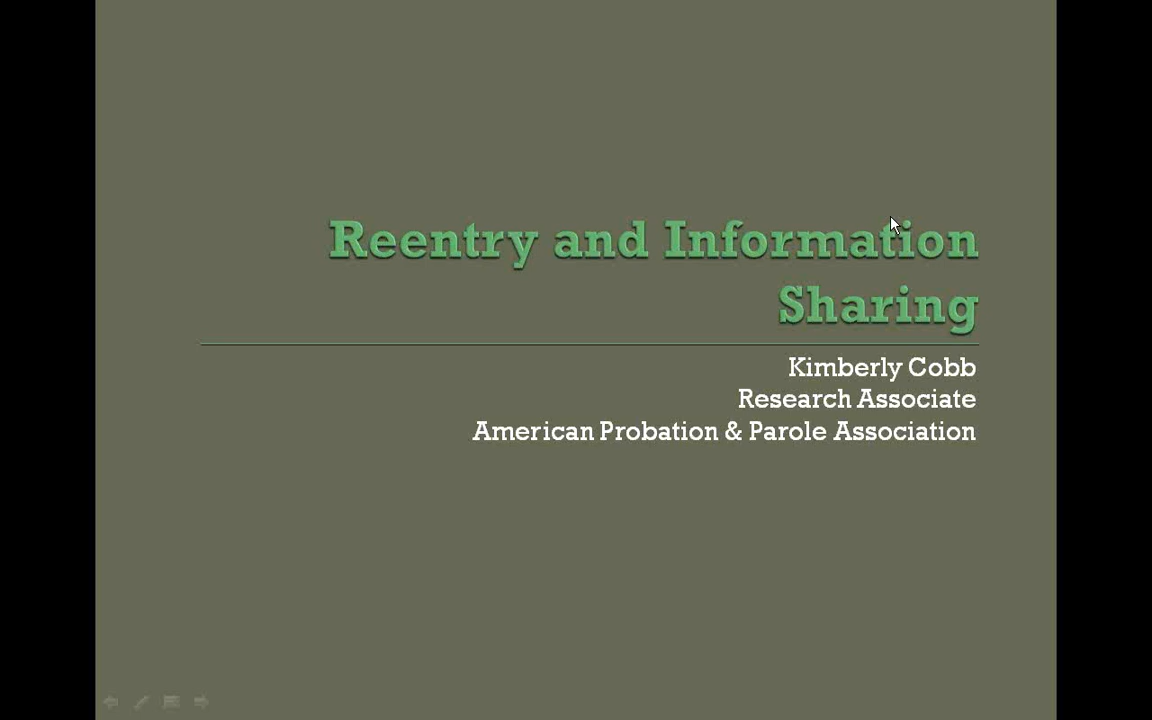 Reentry and Information
Sharing
Kimberly Cobb
Research Associate
American Probation & Parole Association